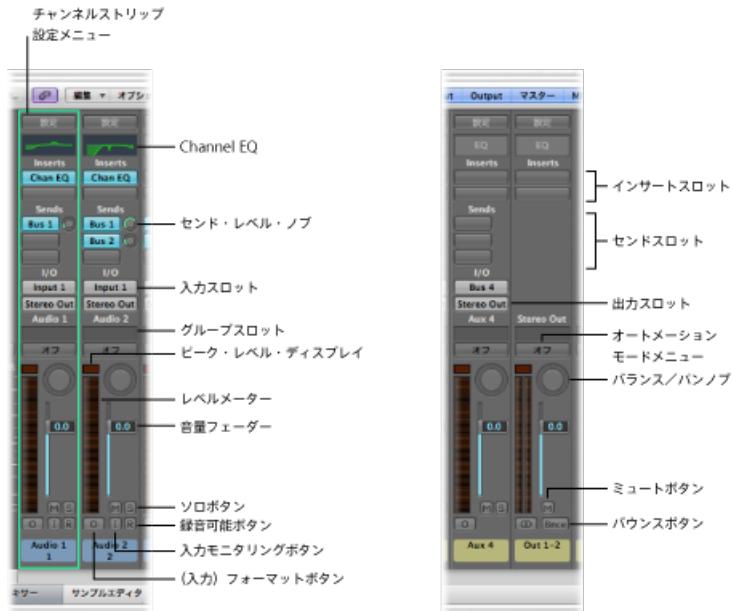 チャンネルストリップ
設定メニュー
編集 ▼ オプシ
設定 設定
Channel EQ
Inserts Inserts
Chan EQ Chan EQ
Sends Sends
Bus 1 Bus 1
センド・レベル・ノブ
Bus 2
I/O I/O
Input 1 Input 1
入力スロット
Stereo Out Stereo Out
Audio 1 Audio 2
グループスロット
オフ オフ
ピーク・レベル・ディスプレイ
レベルメーター
0.0 0.0
音量フェーダー
M S M S
ソロボタン
I R I R
録音可能ボタン
入力モニタリングボタン
Audio 1 Audio 2
1 2
(入力) フォーマットボタン
キサー サンプルエディタ
ut Output マスター M
設定 設定
EQ EQ
Inserts Inserts
インサートスロット
Sends
センドスロット
I/O
Bus 4
Stereo Out
出力スロット
Aux 4 Stereo Out
オートメーション
モードメニュー
オフ オフ
バランス／パンノブ
0.0 0.0
ミュートボタン
M S M
Bnce
バウンスボタン
Aux 4 Out 1–2